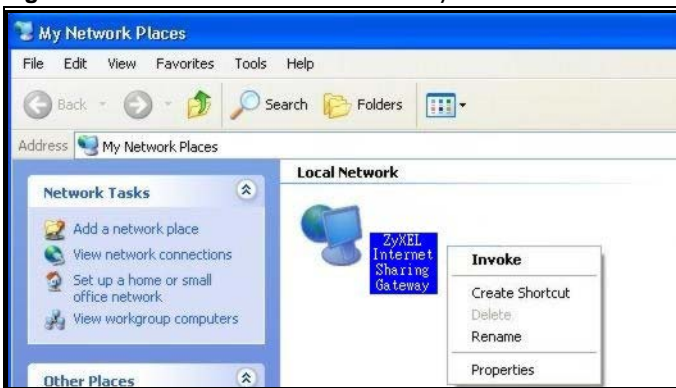 My Network Places
File Edit View Favorites Tools Help
Back Search Folders
Address My Network Places
Network Tasks
Add a network place
View network connections
Set up a home or small
office network
View workgroup computers
Other Places
Local Network
ZyXEL
Internet
Sharing
Gateway
Invoke
Create Shortcut
Delete
Rename
Properties